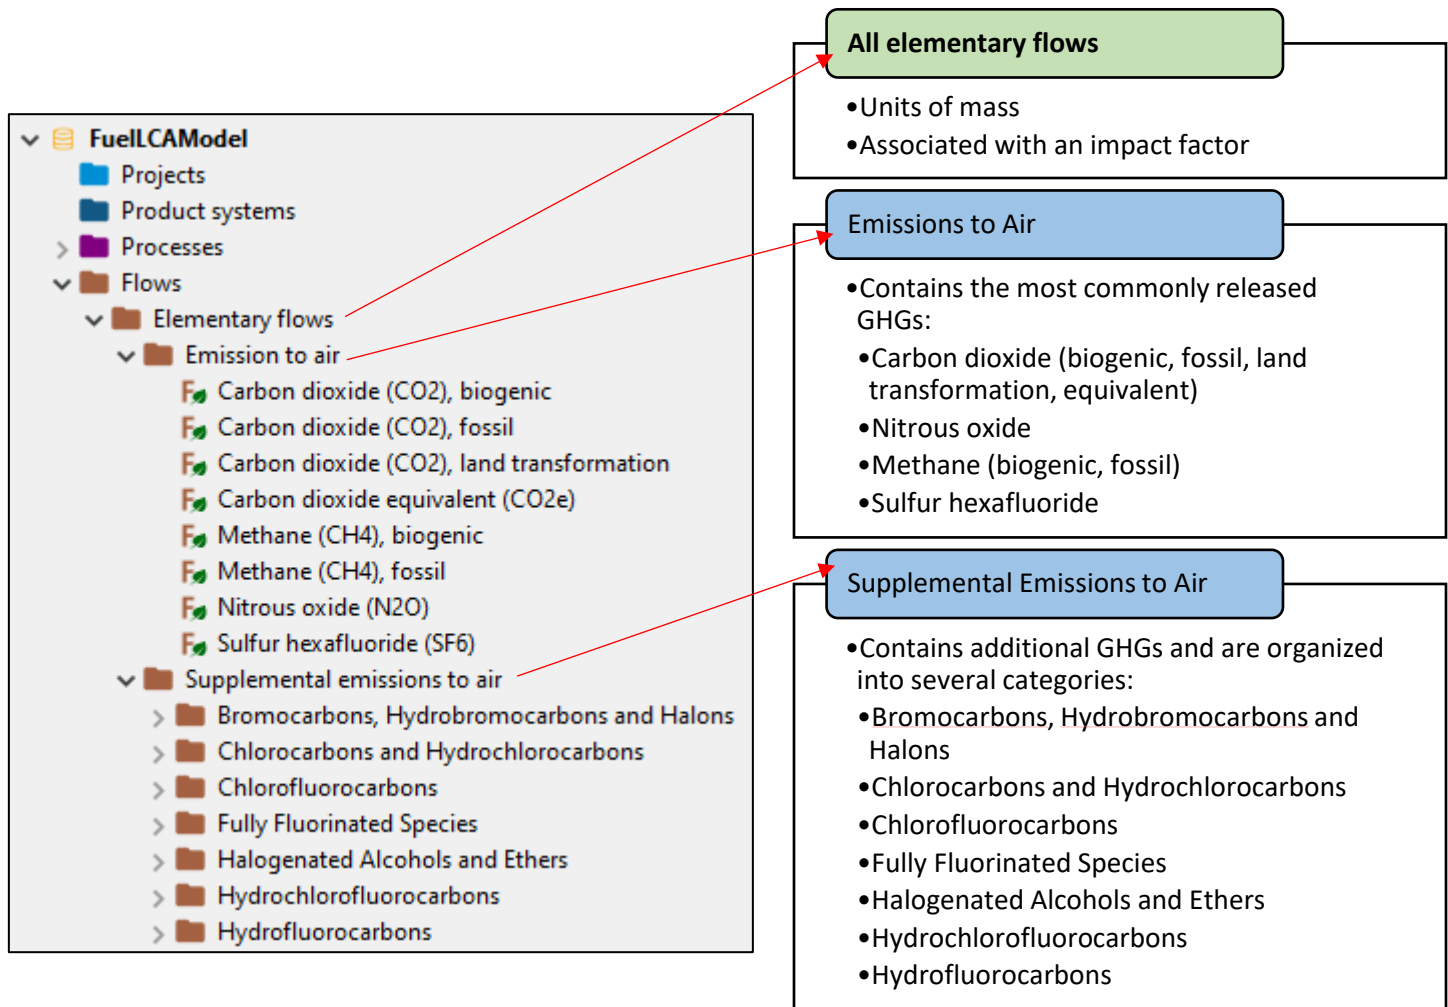 FuelLCAModel
Projects
Product systems
Processes
Flows
Elementary flows
Emission to air
Carbon dioxide (CO2), biogenic
Carbon dioxide (CO2), fossil
Carbon dioxide (CO2), land transformation
Carbon dioxide equivalent (CO2e)
Methane (CH4), biogenic
Methane (CH4), fossil
Nitrous oxide (N2O)
Sulfur hexafluoride (SF6)
Supplemental emissions to air
Bromocarbons, Hydrobromocarbons and Halons
Chlorocarbons and Hydrochlorocarbons
Chlorofluorocarbons
Fully Fluorinated Species
Halogenated Alcohols and Ethers
Hydrochlorofluorocarbons
Hydrofluorocarbons
All elementary flows
•Units of mass
•Associated with an impact factor
Emissions to Air
•Contains the most commonly released
GHGs:
•Carbon dioxide (biogenic, fossil, land
transformation, equivalent)
•Nitrous oxide
•Methane (biogenic, fossil)
•Sulfur hexafluoride
Supplemental Emissions to Air
•Contains additional GHGs and are organized
into several categories:
•Bromocarbons, Hydrobromocarbons and
Halons
•Chlorocarbons and Hydrochlorocarbons
•Chlorofluorocarbons
•Fully Fluorinated Species
•Halogenated Alcohols and Ethers
•Hydrochlorofluorocarbons
•Hydrofluorocarbons